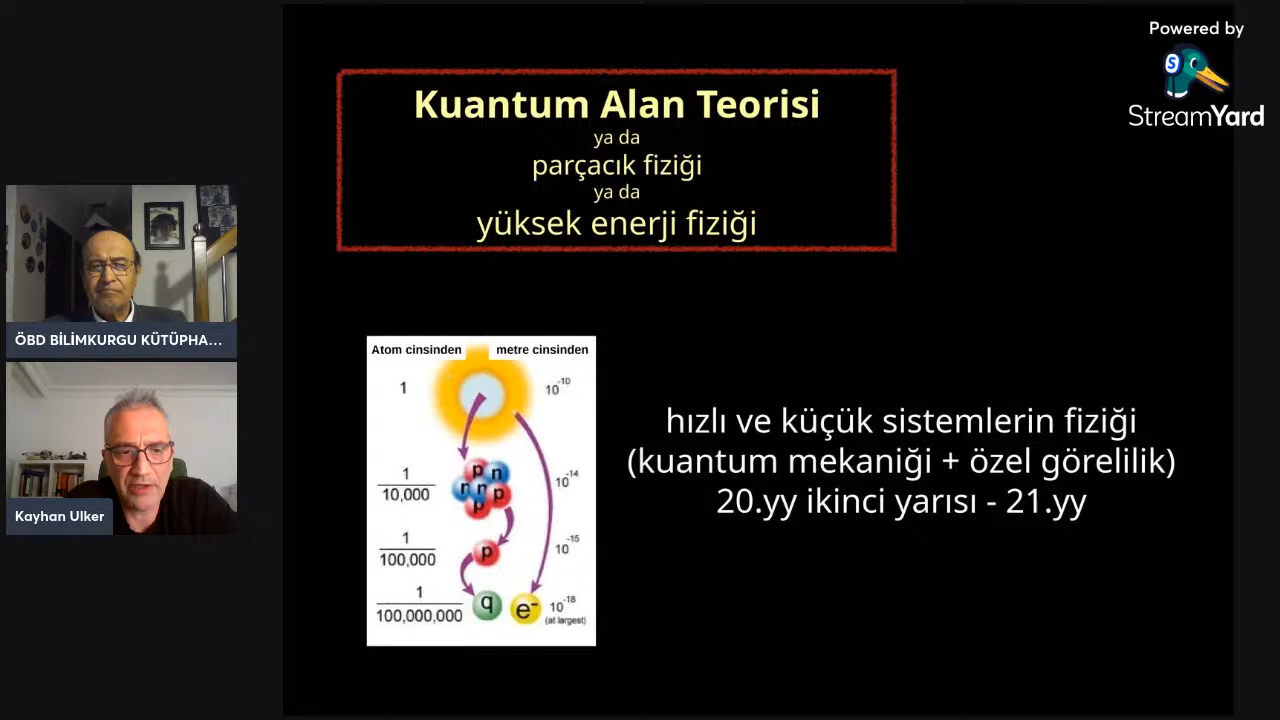 Powered by
StreamYard
Kuantum Alan Teorisi
ya da
parçacık fiziği
ya da
yüksek enerji fiziği
ÖBD BİLİMKURGU KÜTÜPHA...
Kayhan Ulker
Atom cinsinden metre cinsinden
1 10^-10
p n
n n p
p
1/10,000 10^-14
1/100,000 p 10^-15
1/100,000,000 q e^- 10^-18
(at largest)
hızlı ve küçük sistemlerin fiziği
(kuantum mekaniği + özel görelilik)
20.yy ikinci yarısı - 21.yy